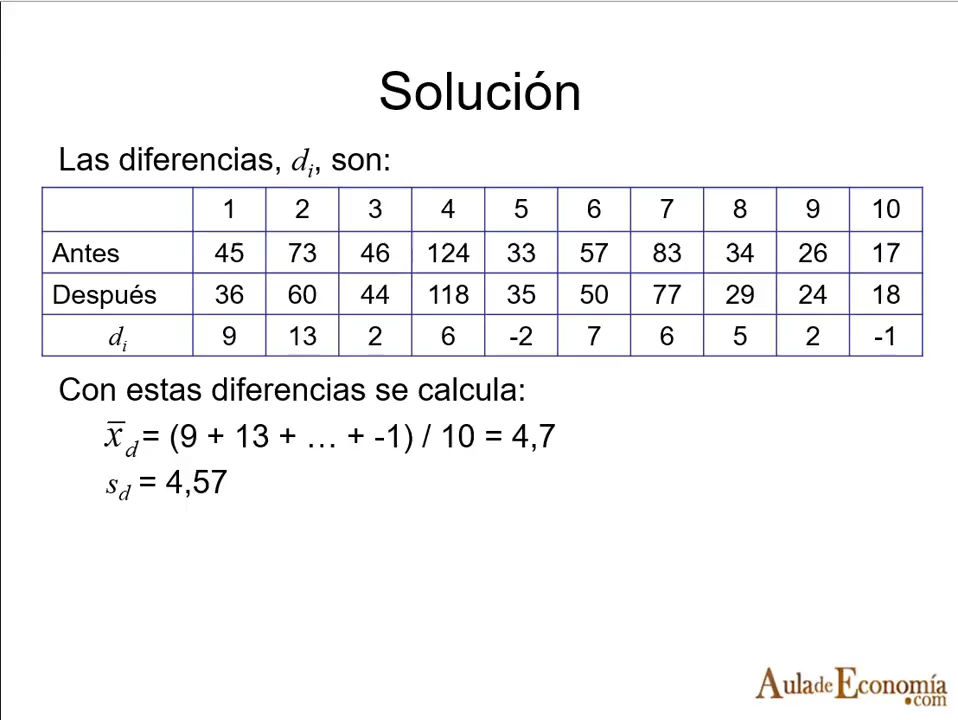 Solución
Las diferencias, di, son:
1 2 3 4 5 6 7 8 9 10
Antes 45 73 46 124 33 57 83 34 26 17
Después 36 60 44 118 35 50 77 29 24 18
di 9 13 2 6 -2 7 6 5 2 -1
Con estas diferencias se calcula:
x̅d = (9 + 13 + … + -1) / 10 = 4,7
sd = 4,57
AuladeEconomía
.com